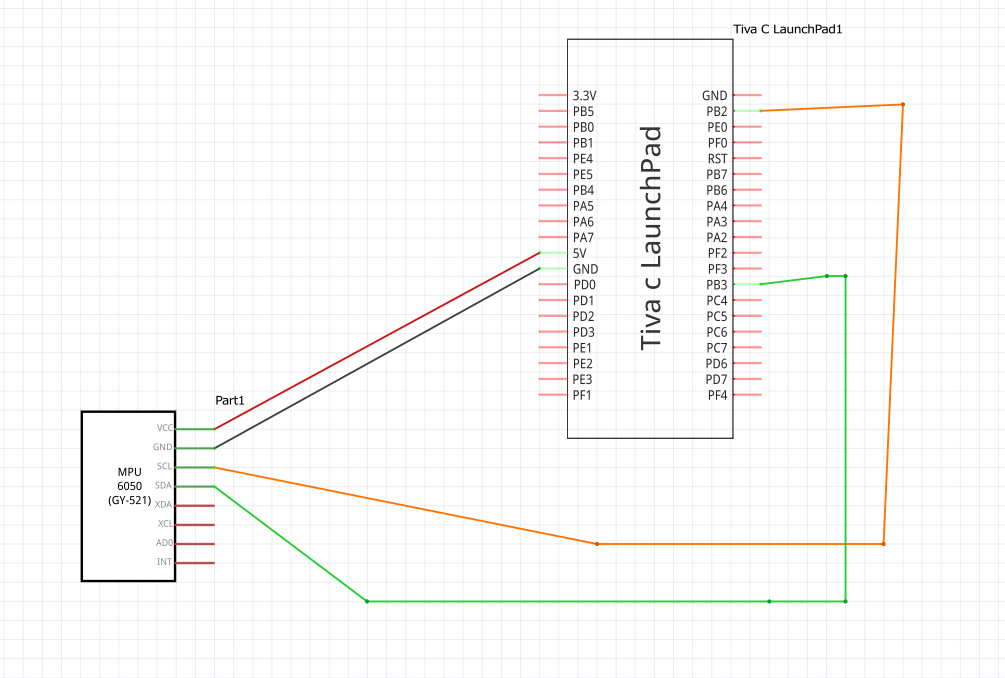 Tiva C LaunchPad1
3.3V
PB5
PB0
PB1
PE4
PE5
PB4
PA5
PA6
PA7
5V
GND
PD0
PD1
PD2
PD3
PE1
PE2
PE3
PF1
Tiva c LaunchPad
GND
PB2
PE0
PF0
RST
PB7
PB6
PA4
PA3
PA2
PF2
PF3
PB3
PC4
PC5
PC6
PC7
PD6
PD7
PF4
Part1
MPU
6050
(GY-521)
VCC
GND
SCL
SDA
XDA
XCL
AD0
INT